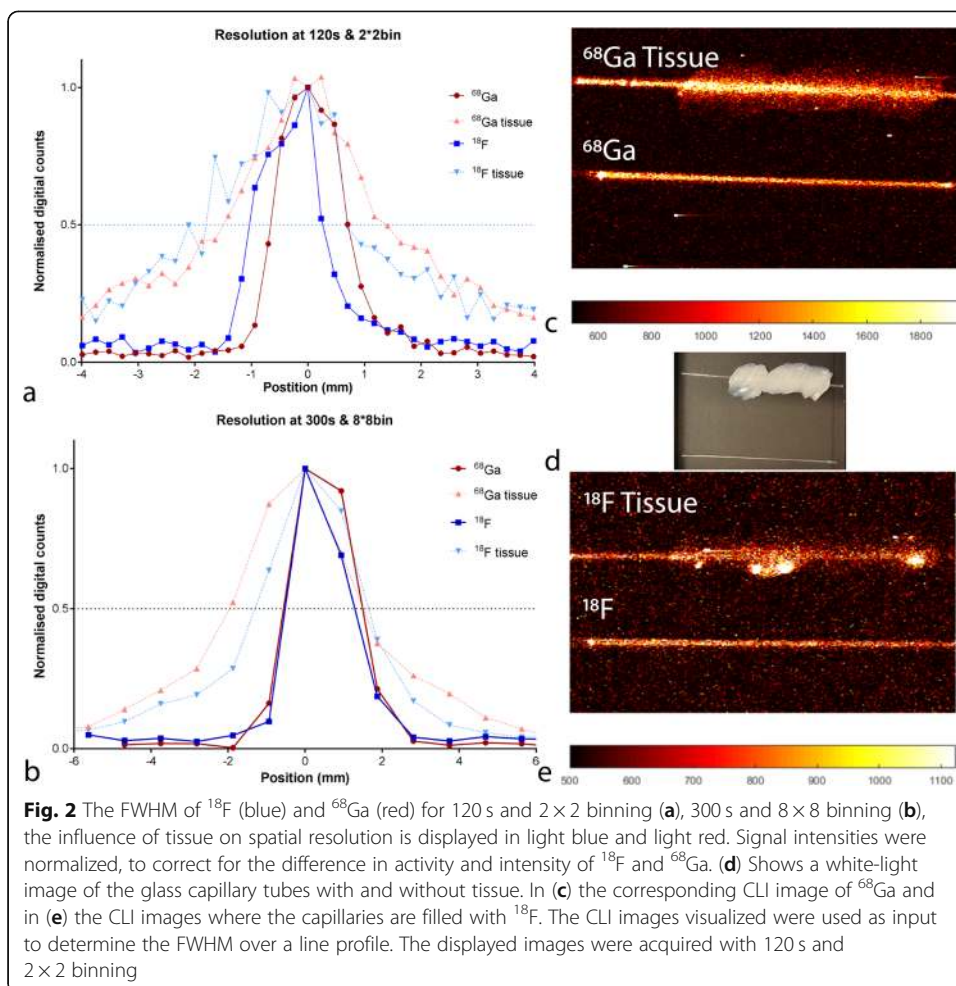 Resolution at 120s & 2*2bin
Normalised digitial counts
1.0
0.5
0.0
-4 -3 -2 -1 0 1 2 3 4
Postition (mm)
⁶⁸Ga
⁶⁸Ga tissue
¹⁸F
¹⁸F tissue
a
⁶⁸Ga Tissue
⁶⁸Ga
c
600 800 1000 1200 1400 1600 1800
Resolution at 300s & 8*8bin
Normalised digital counts
1.0
0.5
0.0
-6 -4 -2 0 2 4 6
Position (mm)
⁶⁸Ga
⁶⁸Ga tissue
¹⁸F
¹⁸F tissue
b
d
¹⁸F Tissue
¹⁸F
e
500 600 700 800 900 1000 1100
Fig. 2 The FWHM of ¹⁸F (blue) and ⁶⁸Ga (red) for 120 s and 2 × 2 binning (a), 300 s and 8 × 8 binning (b),
the influence of tissue on spatial resolution is displayed in light blue and light red. Signal intensities were
normalized, to correct for the difference in activity and intensity of ¹⁸F and ⁶⁸Ga. (d) Shows a white-light
image of the glass capillary tubes with and without tissue. In (c) the corresponding CLI image of ⁶⁸Ga and
in (e) the CLI images where the capillaries are filled with ¹⁸F. The CLI images visualized were used as input
to determine the FWHM over a line profile. The displayed images were acquired with 120 s and
2 × 2 binning